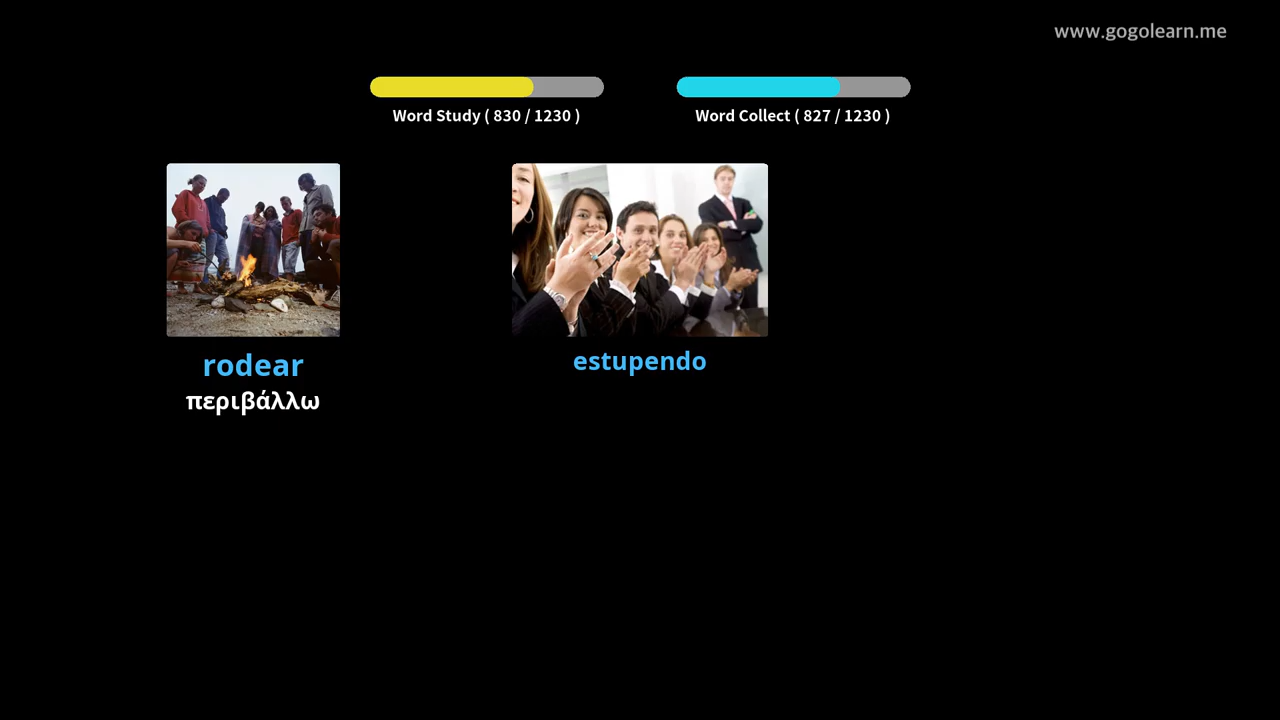 www.gogolearn.me
Word Study ( 830 / 1230 )
Word Collect ( 827 / 1230 )
rodear
περιβάλλω
estupendo